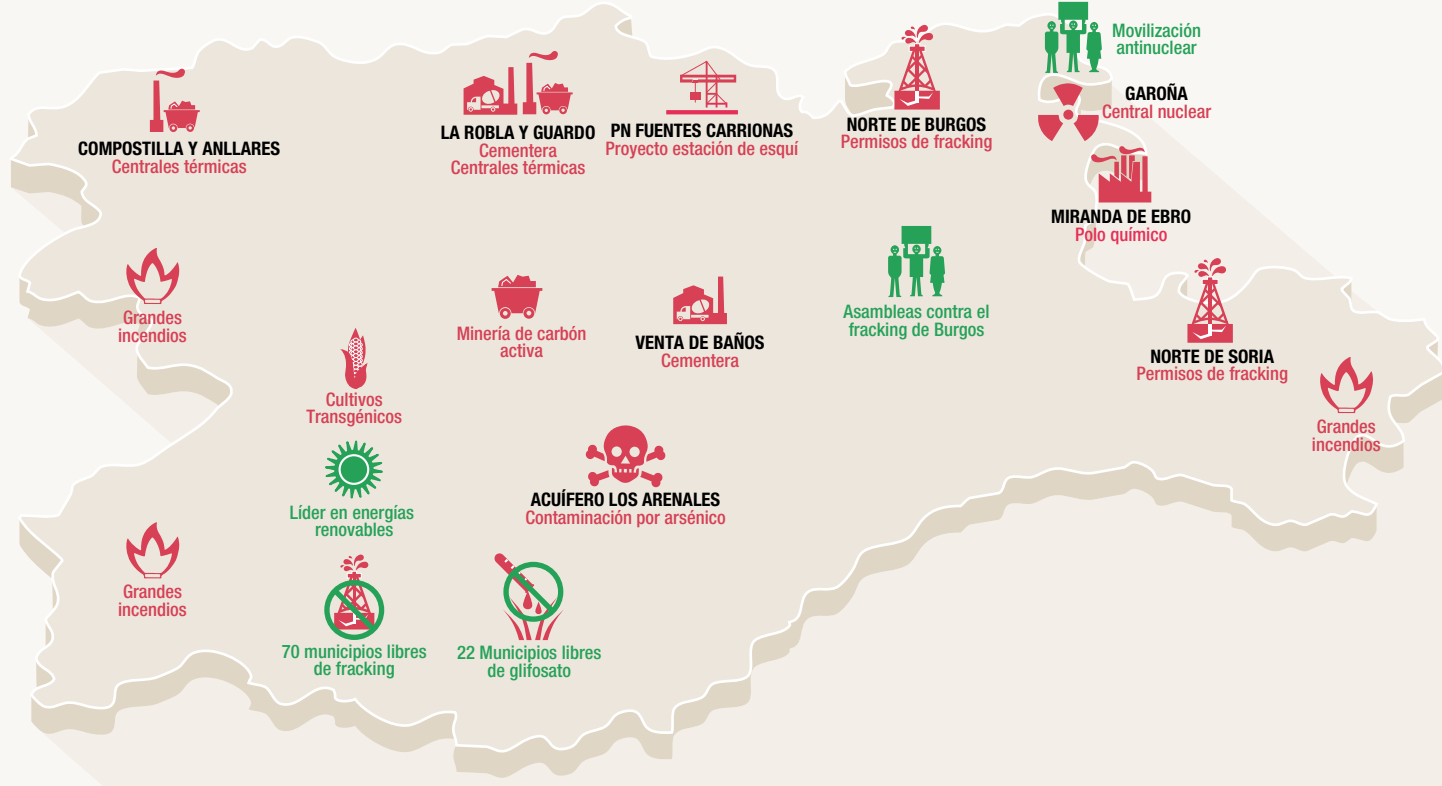 Movilización
antinuclear
GAROÑA
Central nuclear
COMPOSTILLA Y ANLLARES
Centrales térmicas
LA ROBLA Y GUARDO
Cementera
Centrales térmicas
PN FUENTES CARRIONAS
Proyecto estación de esquí
NORTE DE BURGOS
Permisos de fracking
MIRANDA DE EBRO
Polo químico
Grandes
incendios
Minería de carbón
activa
VENTA DE BAÑOS
Cementera
Asambleas contra el
fracking de Burgos
NORTE DE SORIA
Permisos de fracking
Cultivos
Transgénicos
Grandes
incendios
Líder en energías
renovables
ACUÍFERO LOS ARENALES
Contaminación por arsénico
Grandes
incendios
70 municipios libres
de fracking
22 Municipios libres
de glifosato